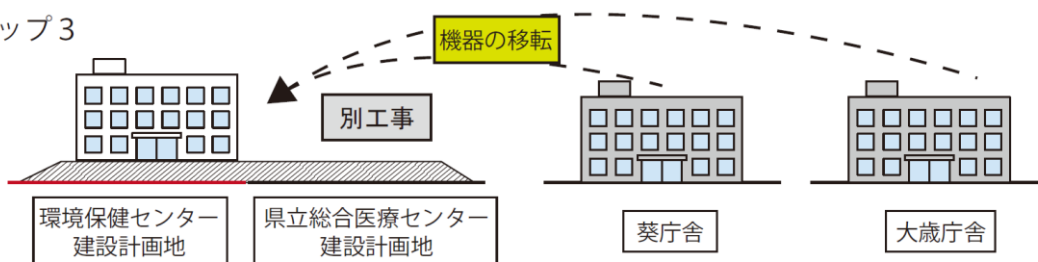 ップ3
機器の移転
別工事
環境保健センター
建設計画地
県立総合医療センター
建設計画地
葵庁舎
大歳庁舎